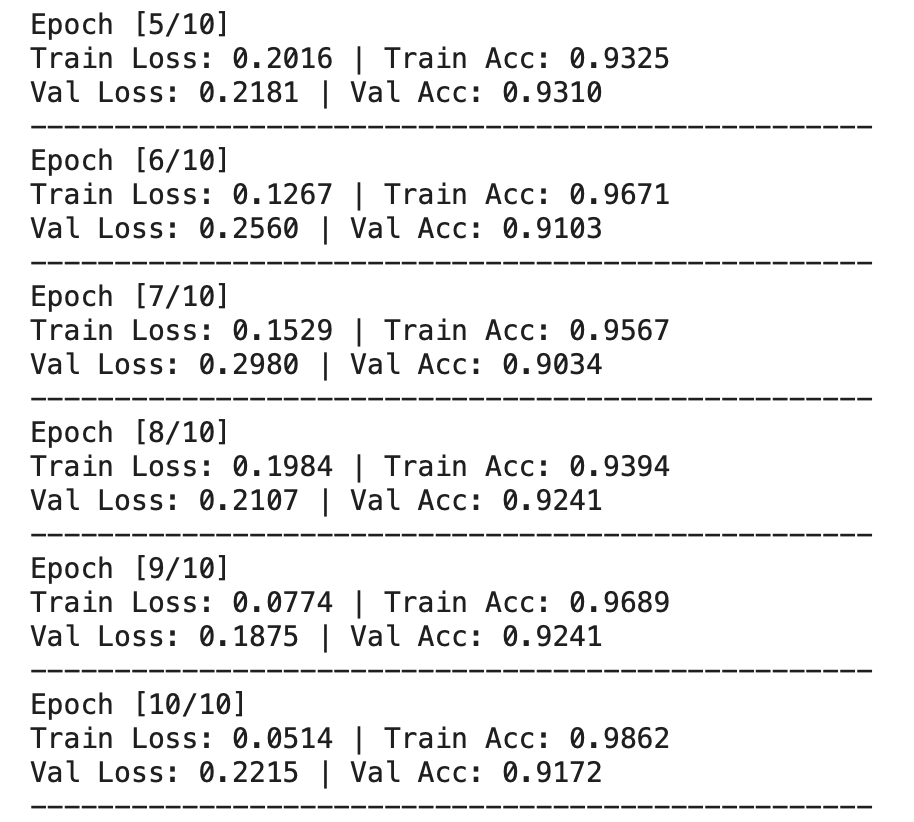 Epoch [5/10]
Train Loss: 0.2016 | Train Acc: 0.9325
Val Loss: 0.2181 | Val Acc: 0.9310
--------------------------------------------------
Epoch [6/10]
Train Loss: 0.1267 | Train Acc: 0.9671
Val Loss: 0.2560 | Val Acc: 0.9103
--------------------------------------------------
Epoch [7/10]
Train Loss: 0.1529 | Train Acc: 0.9567
Val Loss: 0.2980 | Val Acc: 0.9034
--------------------------------------------------
Epoch [8/10]
Train Loss: 0.1984 | Train Acc: 0.9394
Val Loss: 0.2107 | Val Acc: 0.9241
--------------------------------------------------
Epoch [9/10]
Train Loss: 0.0774 | Train Acc: 0.9689
Val Loss: 0.1875 | Val Acc: 0.9241
--------------------------------------------------
Epoch [10/10]
Train Loss: 0.0514 | Train Acc: 0.9862
Val Loss: 0.2215 | Val Acc: 0.9172
--------------------------------------------------